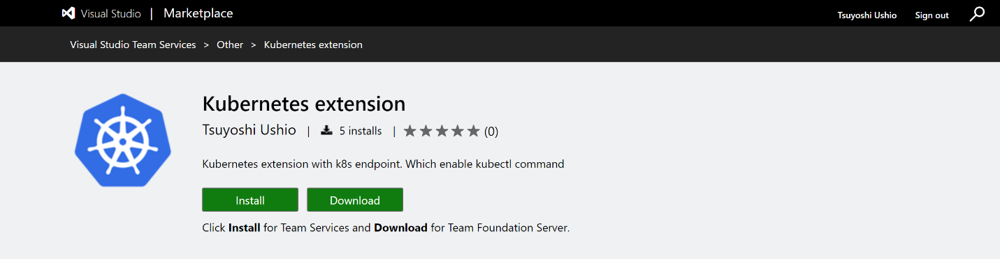 Visual Studio | Marketplace
Tsuyoshi Ushio Sign out
Visual Studio Team Services > Other > Kubernetes extension
Kubernetes extension
Tsuyoshi Ushio | 5 installs | (0)
Kubernetes extension with k8s endpoint. Which enable kubectl command
Install Download
Click Install for Team Services and Download for Team Foundation Server.